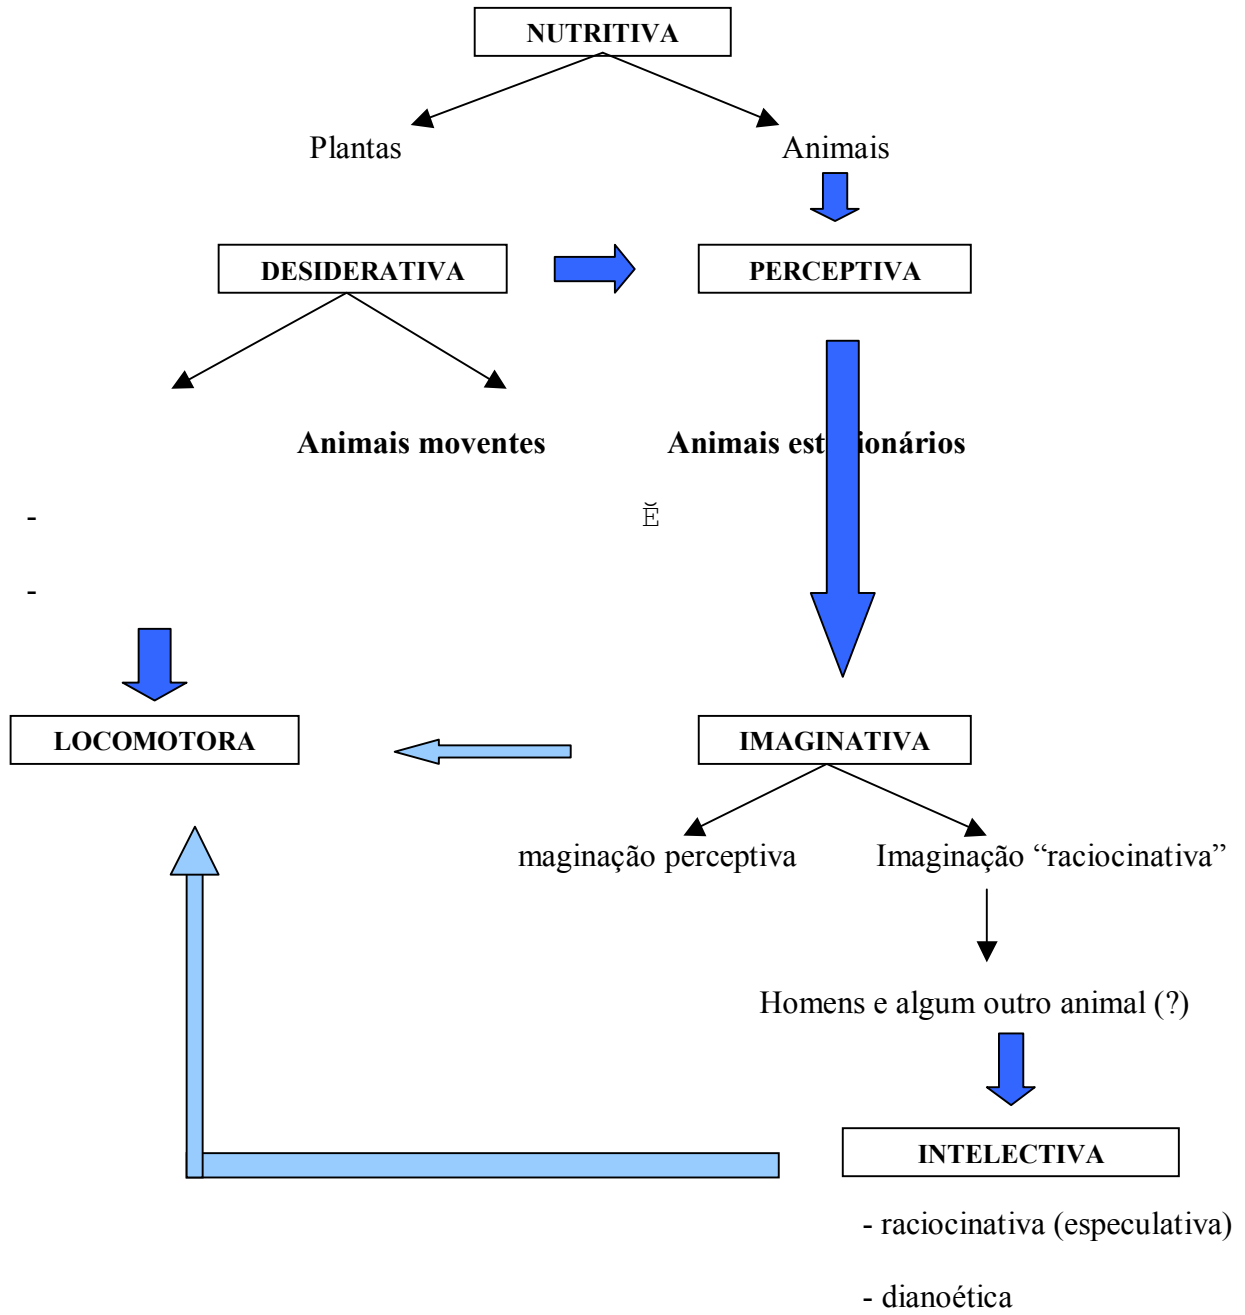 NUTRITIVA
Plantas Animais
DESIDERATIVA PERCEPTIVA
Animais moventes Animais est ionários
- Ĕ
-
LOCOMOTORA IMAGINATIVA
maginação perceptiva Imaginação “raciocinativa”
Homens e algum outro animal (?)
INTELECTIVA
- raciocinativa (especulativa)
- dianoética